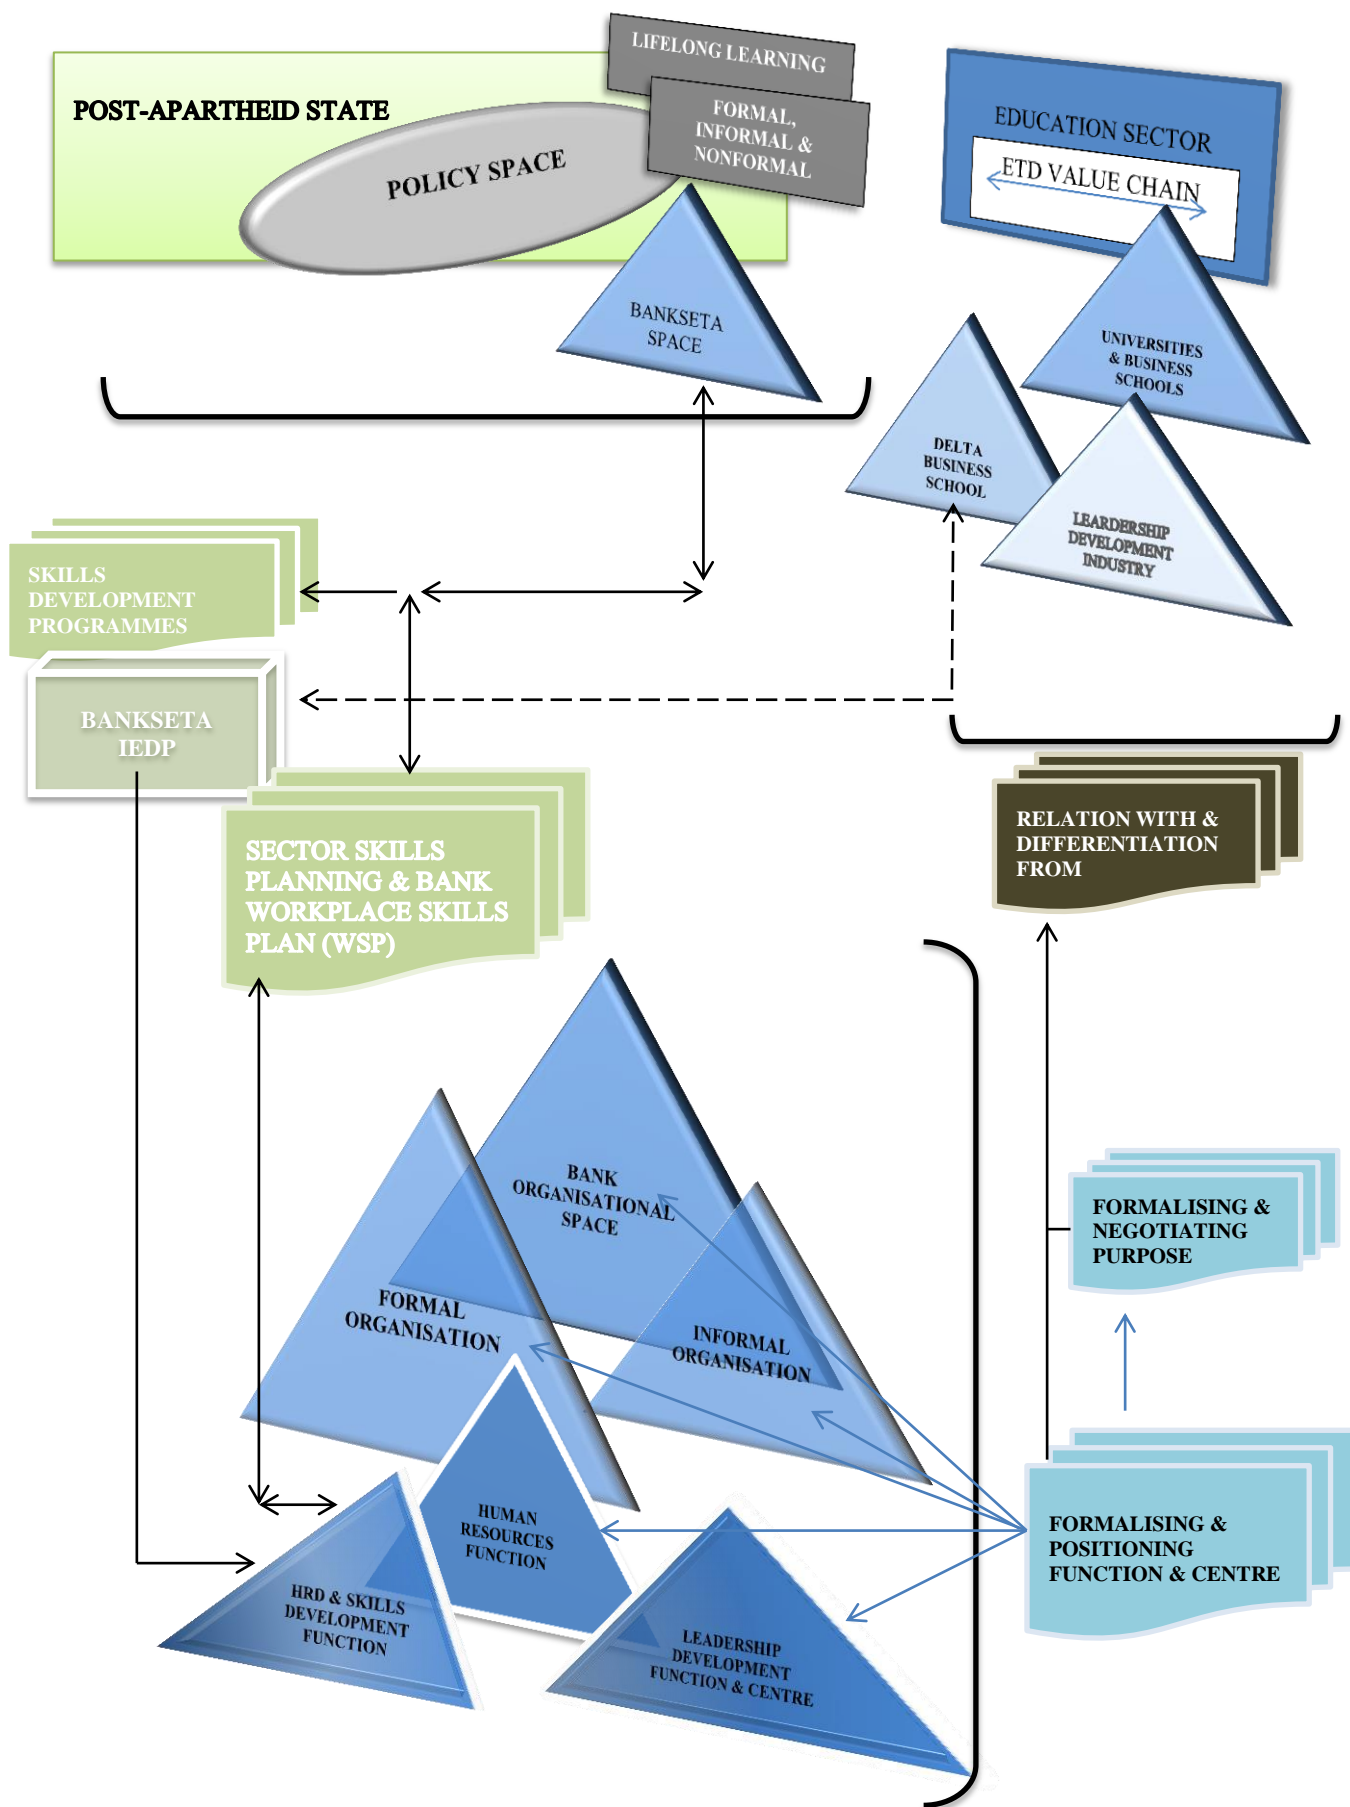 LIFELONG LEARNING
POST-APARTHEID STATE
FORMAL,
INFORMAL &
NONFORMAL
POLICY SPACE
EDUCATION SECTOR
ETD VALUE CHAIN
BANKSETA
SPACE
UNIVERSITIES
& BUSINESS
SCHOOLS
DELTA
BUSINESS
SCHOOL
LEARDERSHIP
DEVELOPMENT
INDUSTRY
SKILLS
DEVELOPMENT
PROGRAMMES
BANKSETA
IEDP
SECTOR SKILLS
PLANNING & BANK
WORKPLACE SKILLS
PLAN (WSP)
RELATION WITH &
DIFFERENTIATION
FROM
BANK
ORGANISATIONAL
SPACE
FORMALISING &
NEGOTIATING
PURPOSE
FORMAL
ORGANISATION
INFORMAL
ORGANISATION
HUMAN
RESOURCES
FUNCTION
FORMALISING &
POSITIONING
FUNCTION & CENTRE
HRD & SKILLS
DEVELOPMENT
FUNCTION
LEADERSHIP
DEVELOPMENT
FUNCTION & CENTRE